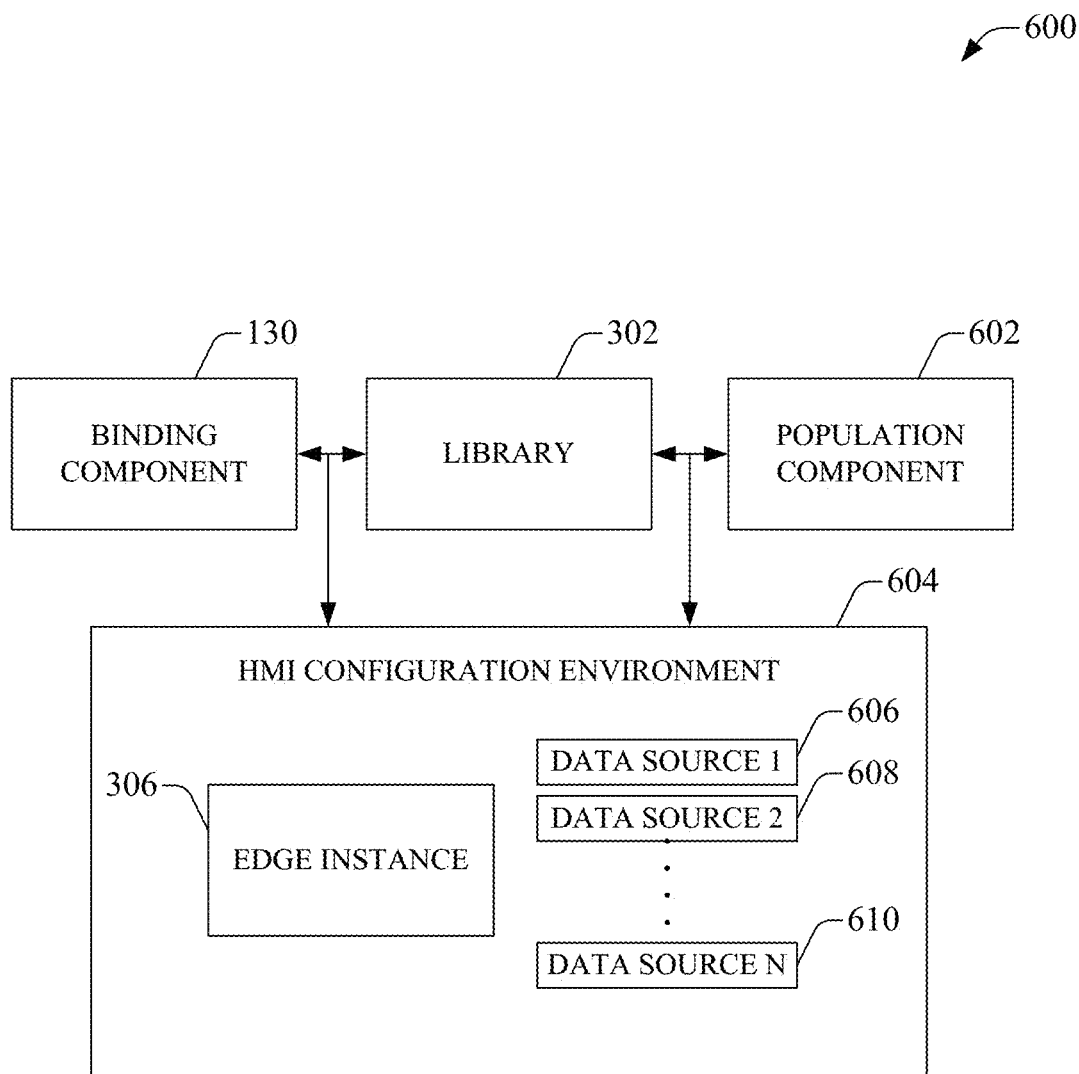 600
130
302
602
BINDING
COMPONENT
LIBRARY
POPULATION
COMPONENT
604
HMI CONFIGURATION ENVIRONMENT
606
DATA SOURCE 1
608
306
DATA SOURCE 2
EDGE INSTANCE
610
DATA SOURCE N